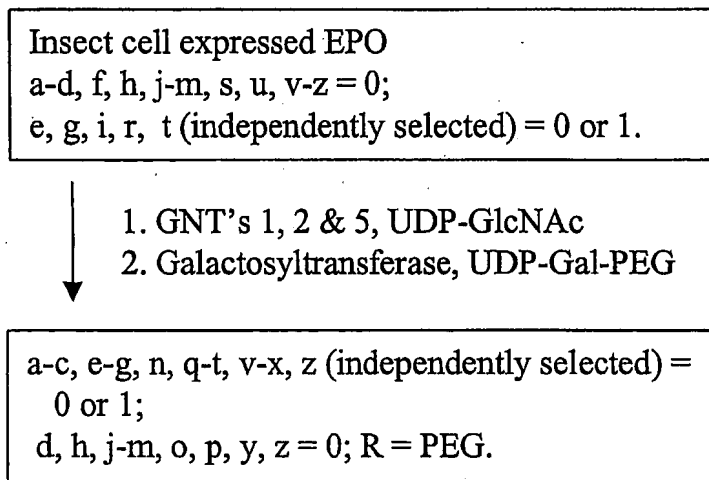 Insect cell expressed EPO
a-d, f, h, j-m, s, u, v-z = 0;
e, g, i, r, t (independently selected) = 0 or 1.
1. GNT's 1, 2 & 5, UDP-GlcNAc
2. Galactosyltransferase, UDP-Gal-PEG
a-c, e-g, n, q-t, v-x, z (independently selected) =
0 or 1;
d, h, j-m, o, p, y, z = 0; R = PEG.